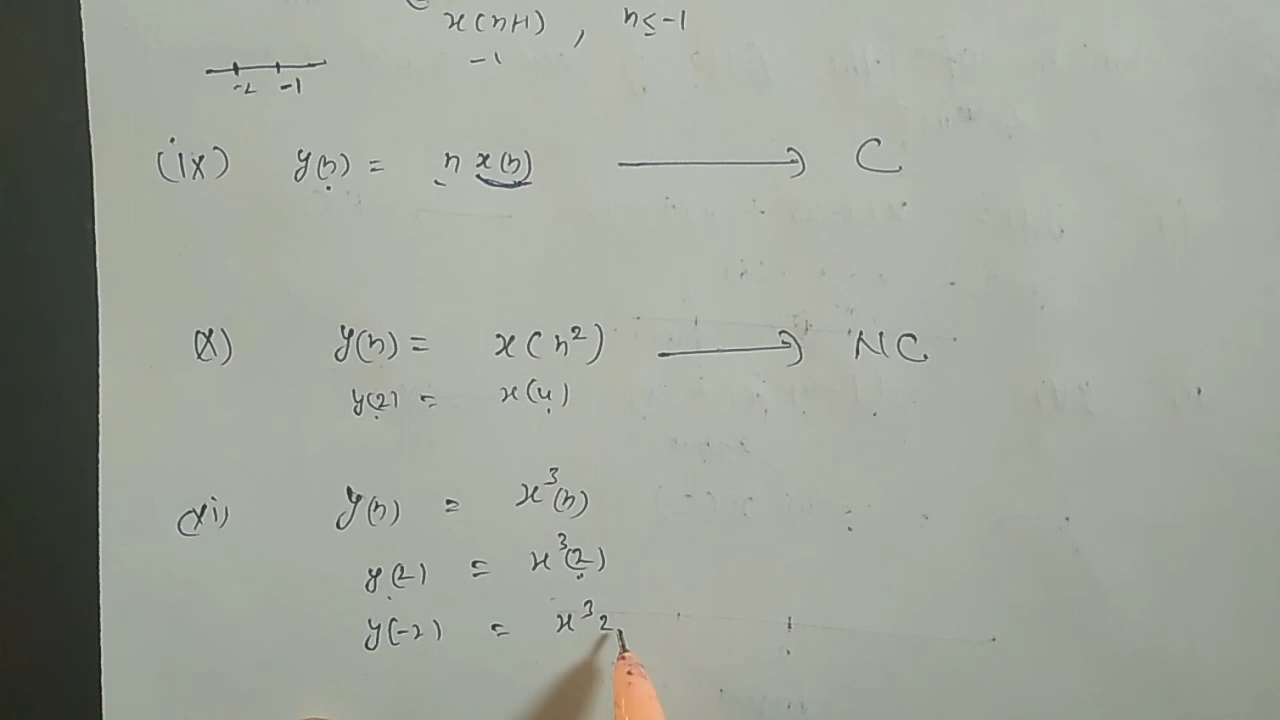 x(n+1) , n≤-1
-1
-2 -1
(ix) y(n) = n x(n) → C
x) y(n) = x(n²) → NC
y(2) = x(4)
(xi) y(n) = x³(n)
y(2) = x³(2)
y(-2) = x³2